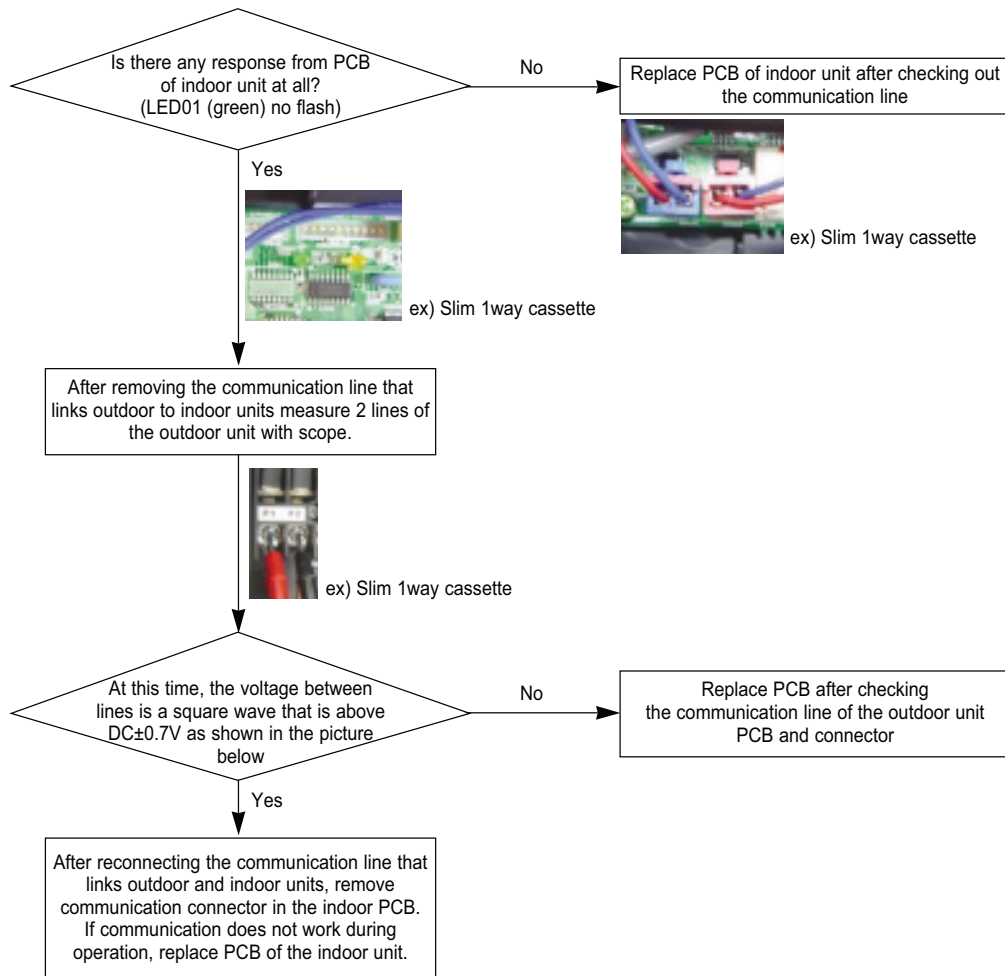 Is there any response from PCB
of indoor unit at all?
(LED01 (green) no flash)
No
Replace PCB of indoor unit after checking out
the communication line
Yes
ex) Slim 1way cassette
ex) Slim 1way cassette
After removing the communication line that
links outdoor to indoor units measure 2 lines of
the outdoor unit with scope.
ex) Slim 1way cassette
At this time, the voltage between
lines is a square wave that is above
DC±0.7V as shown in the picture
below
No
Replace PCB after checking
the communication line of the outdoor unit
PCB and connector
Yes
After reconnecting the communication line that
links outdoor and indoor units, remove
communication connector in the indoor PCB.
If communication does not work during
operation, replace PCB of the indoor unit.